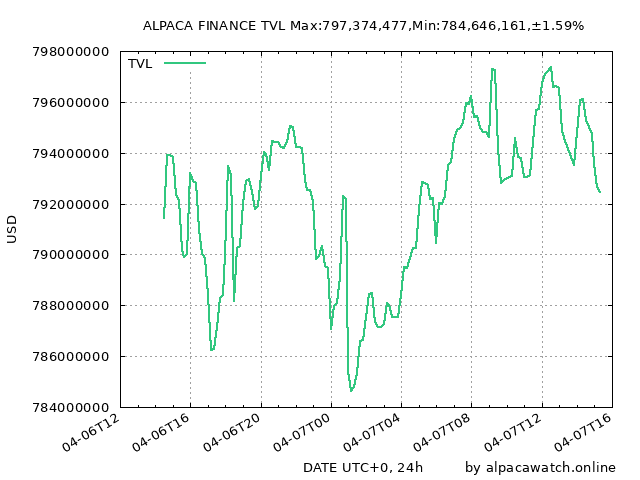 ALPACA FINANCE TVL Max:797,374,477,Min:784,646,161,±1.59%
798000000
TVL
796000000
794000000
792000000
USD
790000000
788000000
786000000
784000000
04-06T12
04-06T16
04-06T20
04-07T00
04-07T04
04-07T08
04-07T12
04-07T16
DATE UTC+0, 24h
by alpacawatch.online